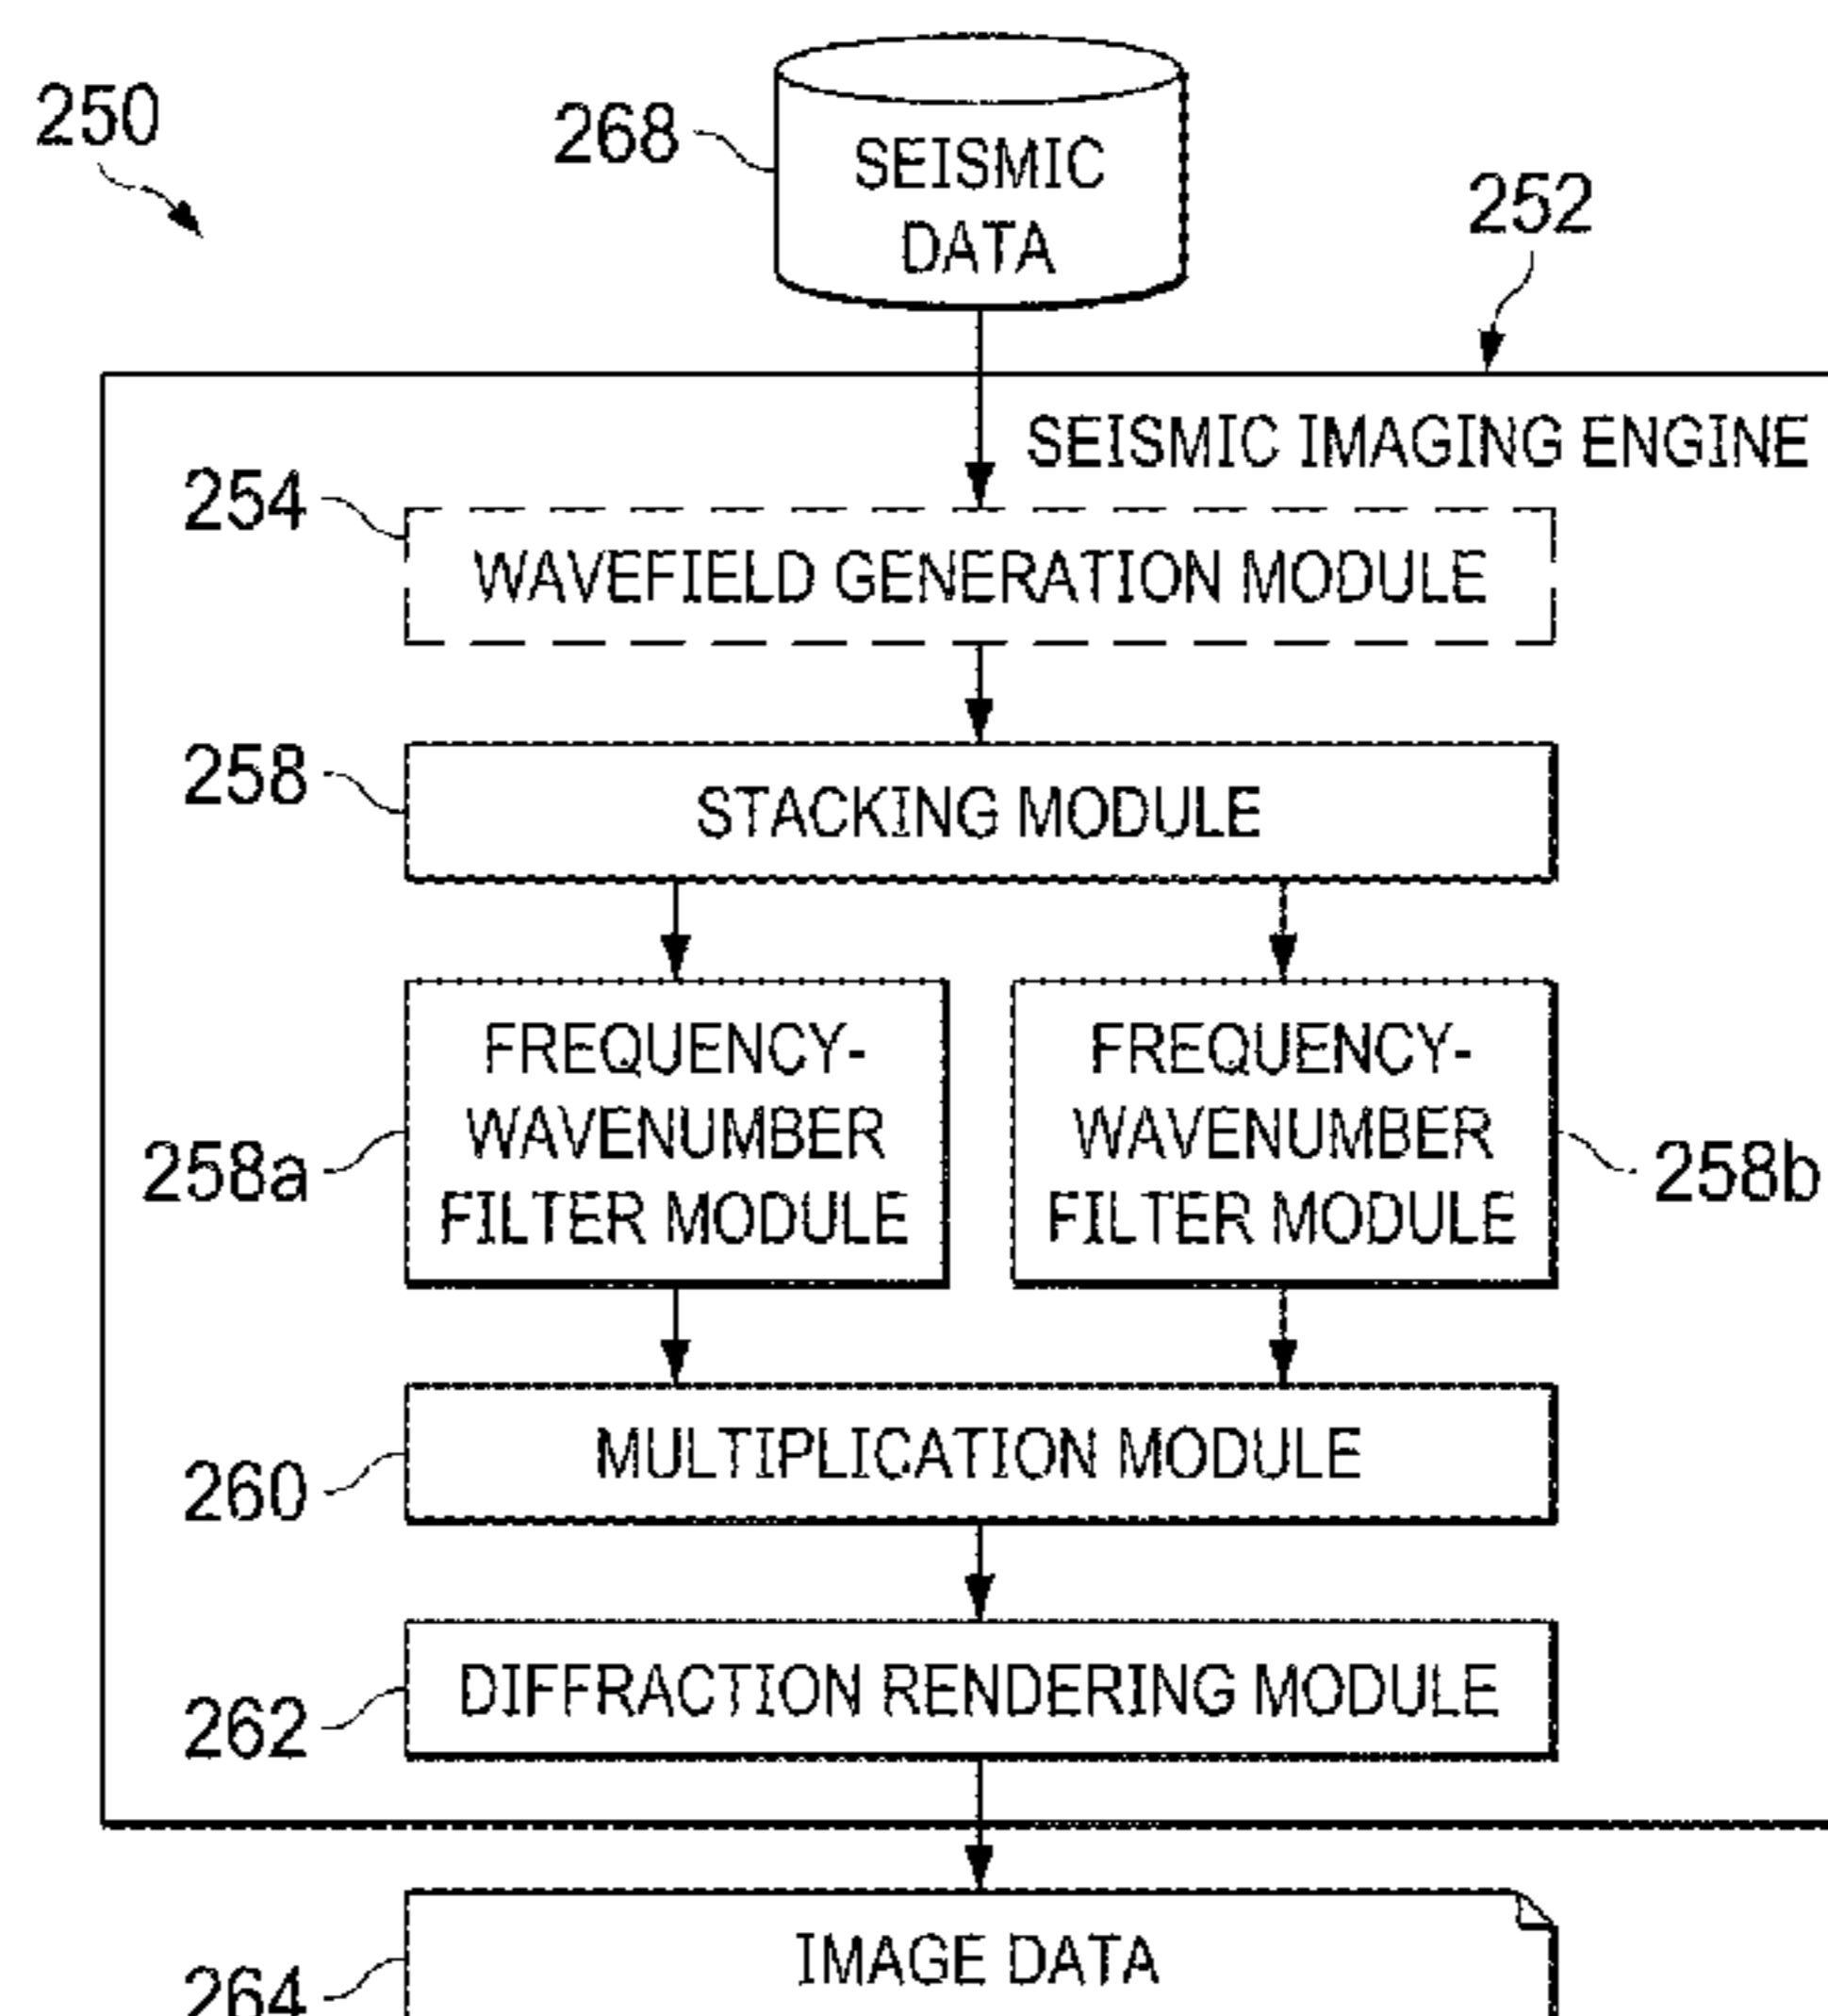 250
268
SEISMIC
DATA
252
SEISMIC IMAGING ENGINE
254
WAVEFIELD GENERATION MODULE
258
STACKING MODULE
258a
FREQUENCY-
WAVENUMBER
FILTER MODULE
FREQUENCY-
WAVENUMBER
FILTER MODULE
258b
260
MULTIPLICATION MODULE
262
DIFFRACTION RENDERING MODULE
264
IMAGE DATA